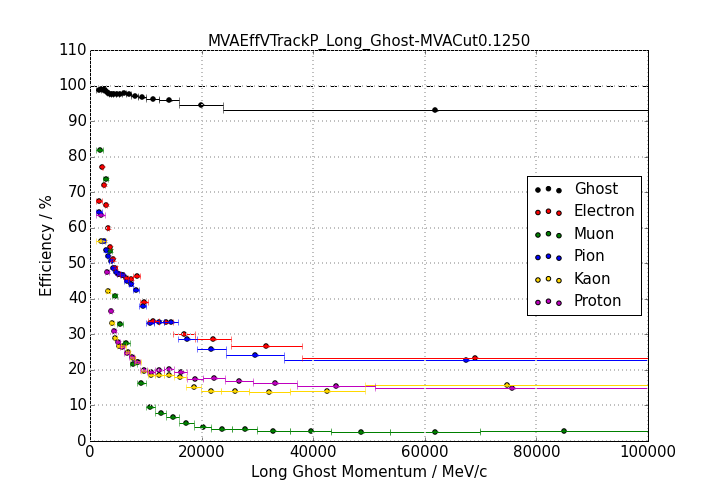 MVAEffVTrackP_Long_Ghost-MVACut0.1250
110
100
90
80
70
60
50
40
30
20
10
0
Efficiency / %
Ghost
Electron
Muon
Pion
Kaon
Proton
0 20000 40000 60000 80000 100000
Long Ghost Momentum / MeV/c